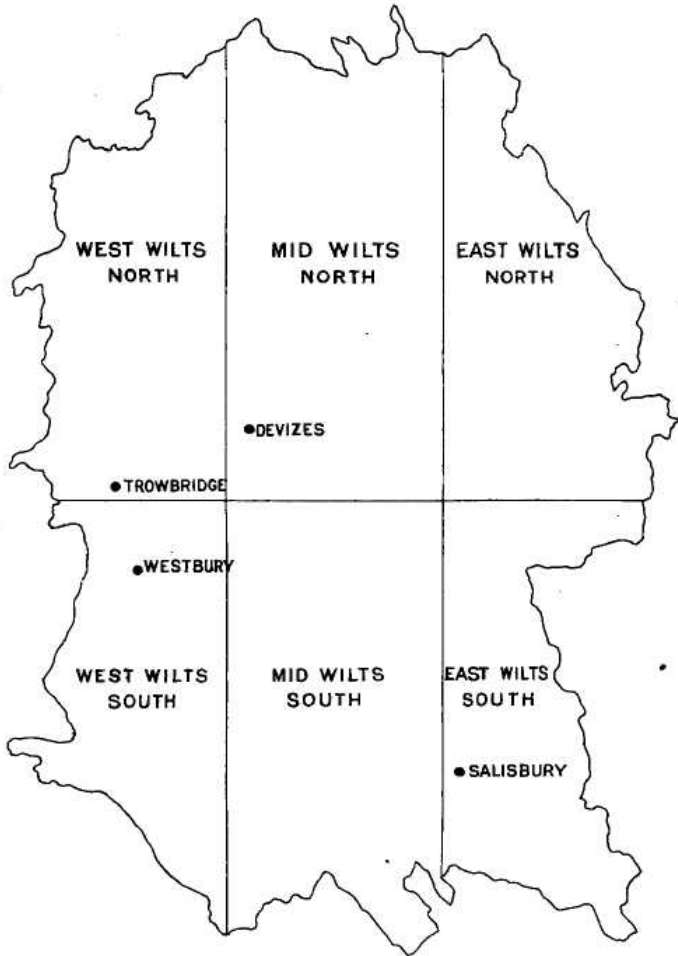 WEST WILTS
NORTH
MID WILTS
NORTH
EAST WILTS
NORTH
DEVIZES
TROWBRIDGE
WESTBURY
WEST WILTS
SOUTH
MID WILTS
SOUTH
EAST WILTS
SOUTH
SALISBURY